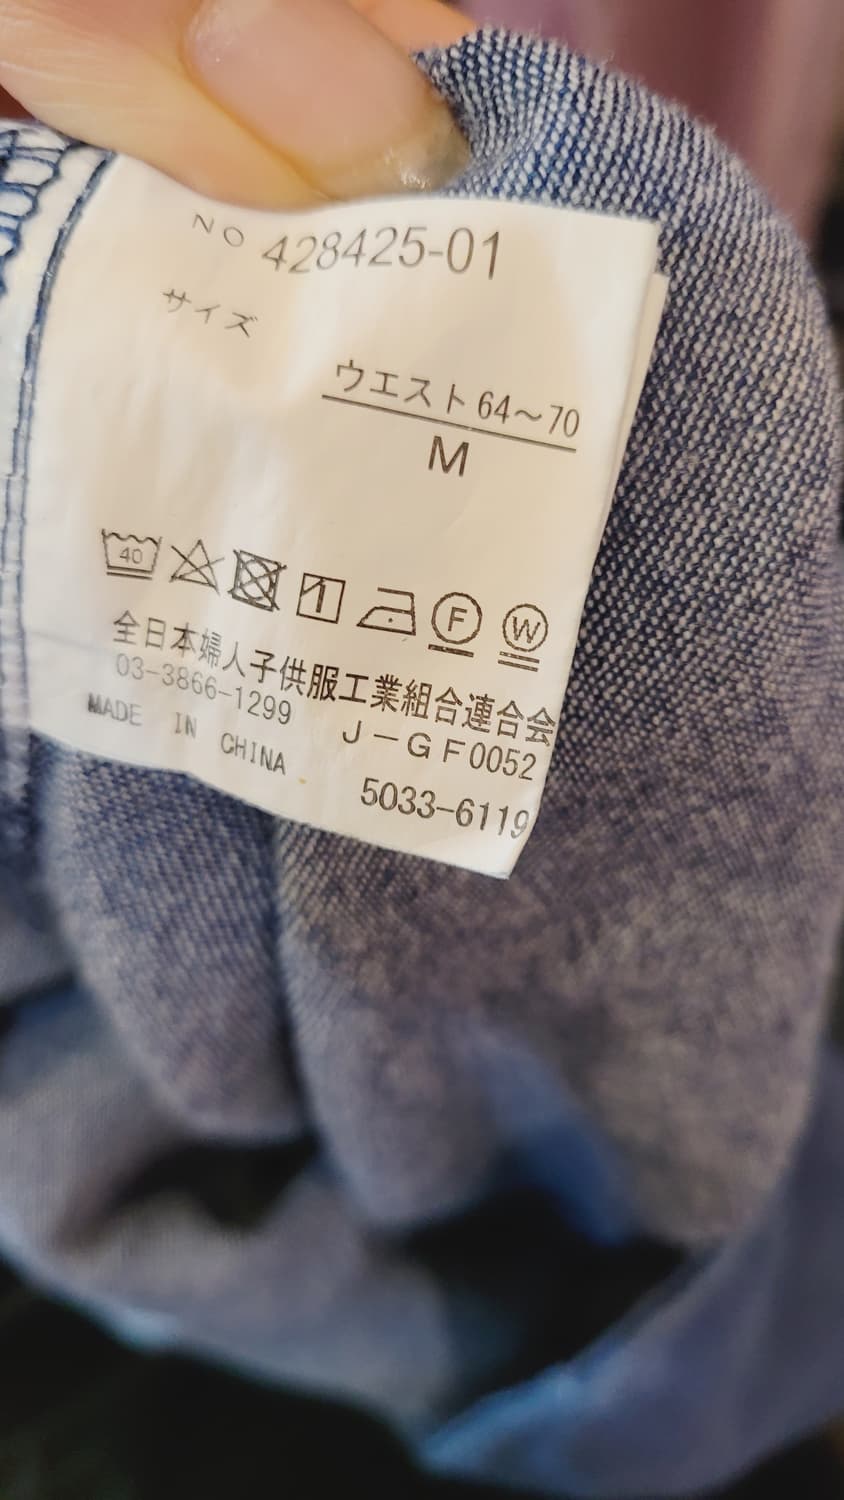 NO 428425-01
サイズ
ウエスト64～70
M
40
F W
全日本婦人子供服工業組合連合会
03-3866-1299
J-GF0052
MADE IN CHINA
5033-6119